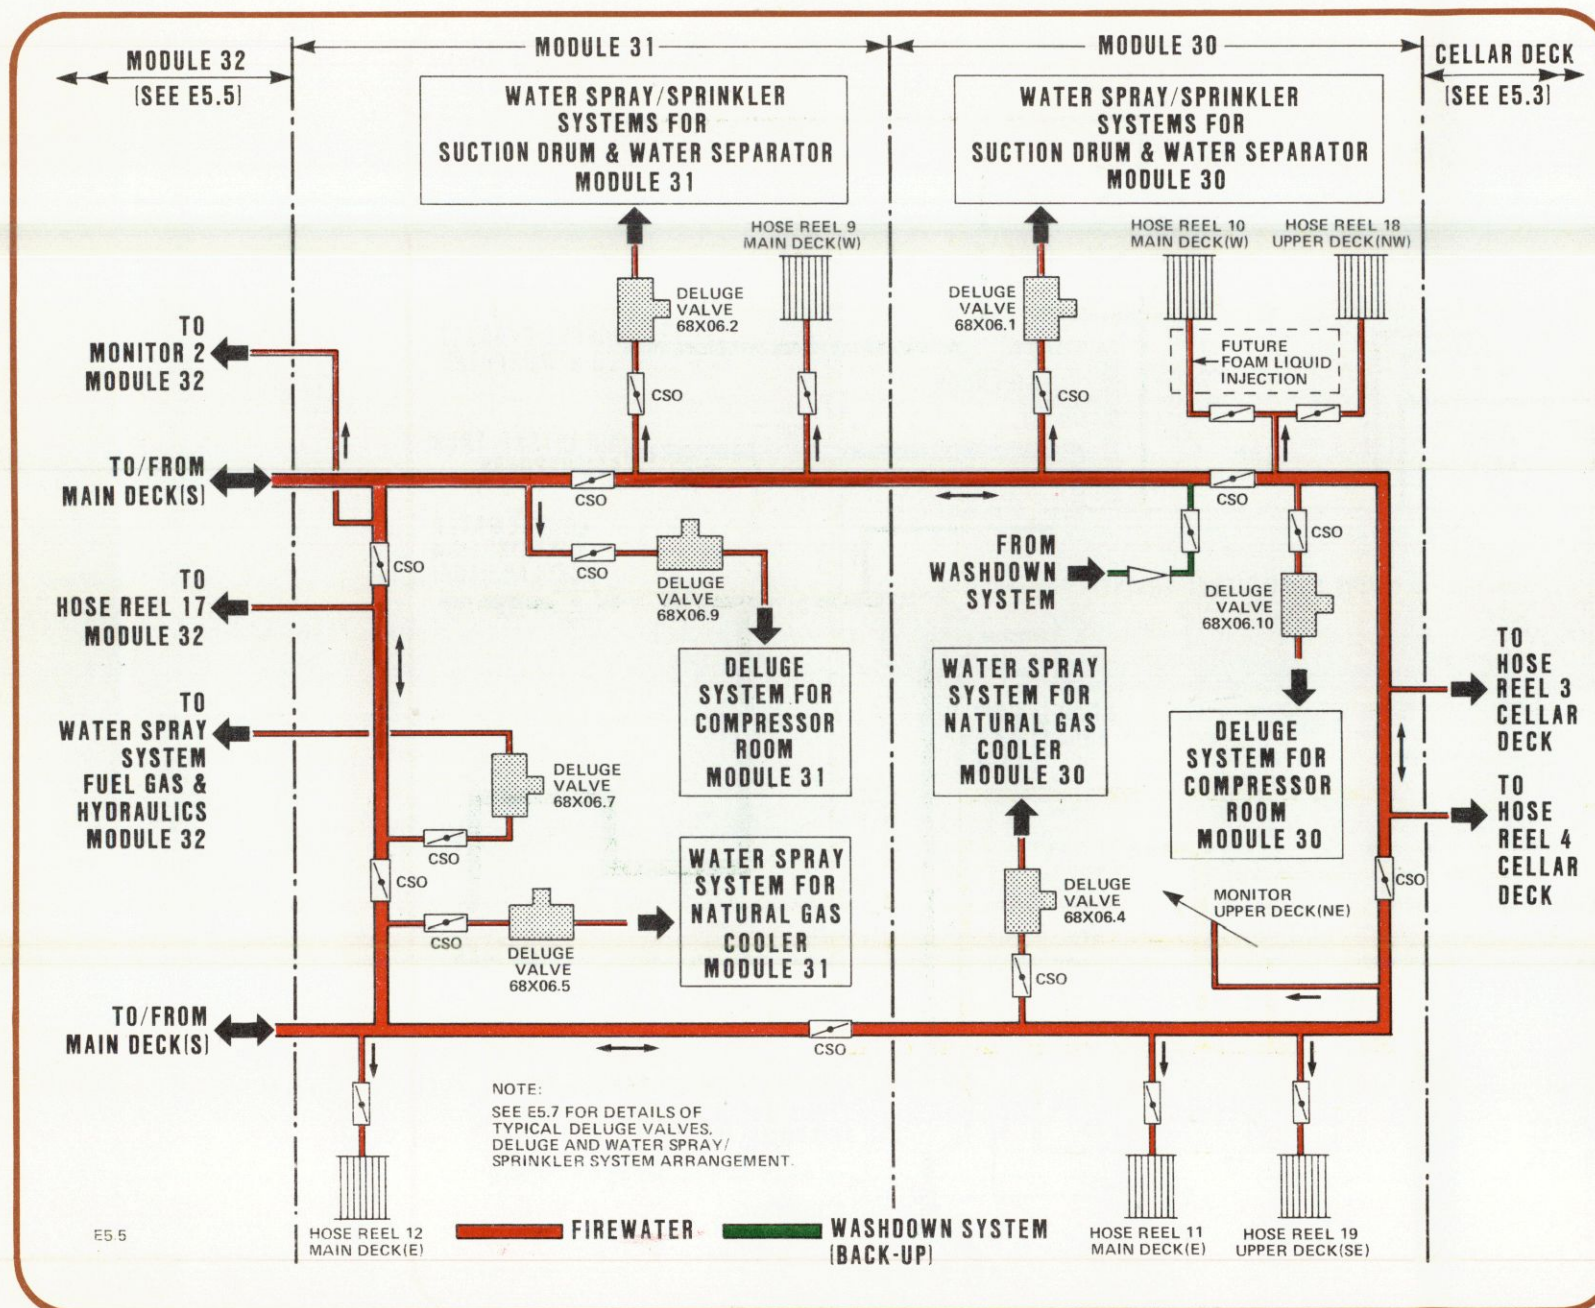 MODULE 32
(SEE E5.5)
MODULE 31
MODULE 30
CELLAR DECK
(SEE E5.3)
WATER SPRAY/SPRINKLER
SYSTEMS FOR
SUCTION DRUM & WATER SEPARATOR
MODULE 31
WATER SPRAY/SPRINKLER
SYSTEMS FOR
SUCTION DRUM & WATER SEPARATOR
MODULE 30
HOSE REEL 9
MAIN DECK(W)
HOSE REEL 10
MAIN DECK(W)
HOSE REEL 18
UPPER DECK(NW)
DELUGE
VALVE
68X06.2
DELUGE
VALVE
68X06.1
TO
MONITOR 2
MODULE 32
FUTURE
FOAM LIQUID
INJECTION
CSO
CSO
TO/FROM
MAIN DECK(S)
CSO
CSO
CSO
CSO
DELUGE
VALVE
68X06.9
FROM
WASHDOWN
SYSTEM
CSO
DELUGE
VALVE
68X06.10
TO
HOSE REEL 17
MODULE 32
DELUGE
SYSTEM FOR
COMPRESSOR
ROOM
MODULE 31
WATER SPRAY
SYSTEM FOR
NATURAL GAS
COOLER
MODULE 30
DELUGE
SYSTEM FOR
COMPRESSOR
ROOM
MODULE 30
TO
HOSE
REEL 3
CELLAR
DECK
TO
WATER SPRAY
SYSTEM
FUEL GAS &
HYDRAULICS
MODULE 32
DELUGE
VALVE
68X06.7
CSO
TO
HOSE
REEL 4
CELLAR
DECK
CSO
CSO
DELUGE
VALVE
68X06.5
WATER SPRAY
SYSTEM FOR
NATURAL GAS
COOLER
MODULE 31
DELUGE
VALVE
68X06.4
CSO
MONITOR
UPPER DECK(NE)
CSO
TO/FROM
MAIN DECK(S)
CSO
NOTE:
SEE E5.7 FOR DETAILS OF
TYPICAL DELUGE VALVES,
DELUGE AND WATER SPRAY/
SPRINKLER SYSTEM ARRANGEMENT.
HOSE REEL 12
MAIN DECK(E)
FIREWATER
WASHDOWN SYSTEM
(BACK-UP)
HOSE REEL 11
MAIN DECK(E)
HOSE REEL 19
UPPER DECK(SE)
E5.5